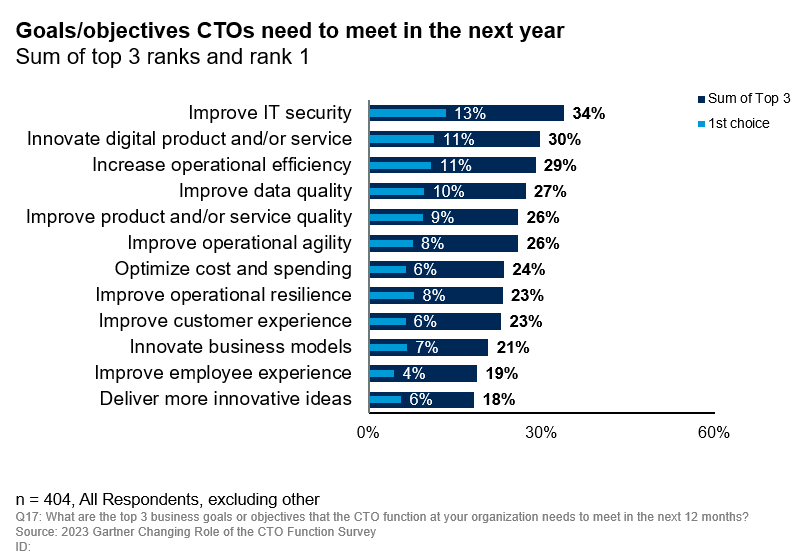 Goals/objectives CTOs need to meet in the next year
Sum of top 3 ranks and rank 1
Sum of Top 3
1st choice
Improve IT security 13% 34%
Innovate digital product and/or service 11% 30%
Increase operational efficiency 11% 29%
Improve data quality 10% 27%
Improve product and/or service quality 9% 26%
Improve operational agility 8% 26%
Optimize cost and spending 6% 24%
Improve operational resilience 8% 23%
Improve customer experience 6% 23%
Innovate business models 7% 21%
Improve employee experience 4% 19%
Deliver more innovative ideas 6% 18%
0% 30% 60%
n = 404, All Respondents, excluding other
Q17: What are the top 3 business goals or objectives that the CTO function at your organization needs to meet in the next 12 months?
Source: 2023 Gartner Changing Role of the CTO Function Survey
ID: